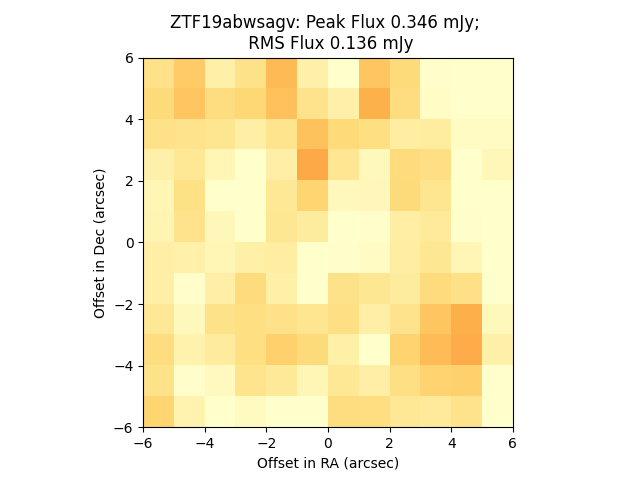 ZTF19abwsagv: Peak Flux 0.346 mJy;
RMS Flux 0.136 mJy
6
4
2
0
−2
−4
−6
Offset in Dec (arcsec)
−6 −4 −2 0 2 4 6
Offset in RA (arcsec)